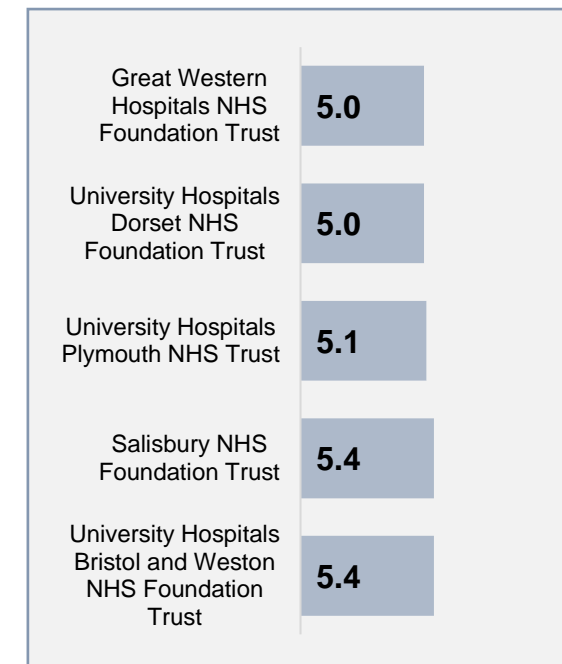 Great Western
Hospitals NHS
Foundation Trust
5.0
University Hospitals
Dorset NHS
Foundation Trust
5.0
University Hospitals
Plymouth NHS Trust
5.1
Salisbury NHS
Foundation Trust
5.4
University Hospitals
Bristol and Weston
NHS Foundation
Trust
5.4